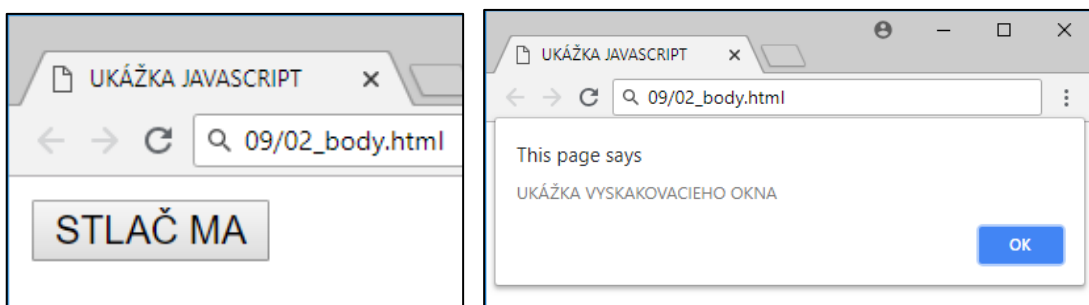 UKÁŽKA JAVASCRIPT
09/02_body.html
STLAČ MA
UKÁŽKA JAVASCRIPT
09/02_body.html
This page says
UKÁŽKA VYSKAKOVACIEHO OKNA
OK